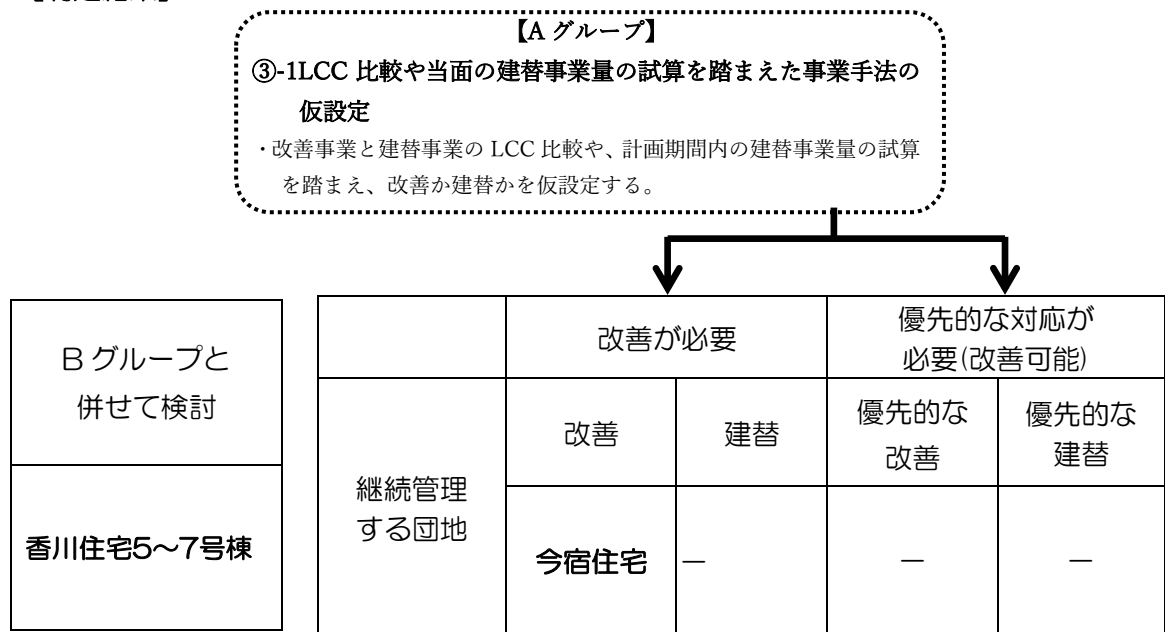 【Aグループ】
③-1LCC 比較や当面の建替事業量の試算を踏まえた事業手法の
仮設定
・改善事業と建替事業の LCC 比較や、計画期間内の建替事業量の試算
を踏まえ、改善か建替かを仮設定する。
Bグループと
併せて検討
香川住宅5～7号棟
改善が必要
優先的な対応が
必要(改善可能)
継続管理
する団地
改善
建替
優先的な
改善
優先的な
建替
今宿住宅
－
－
－